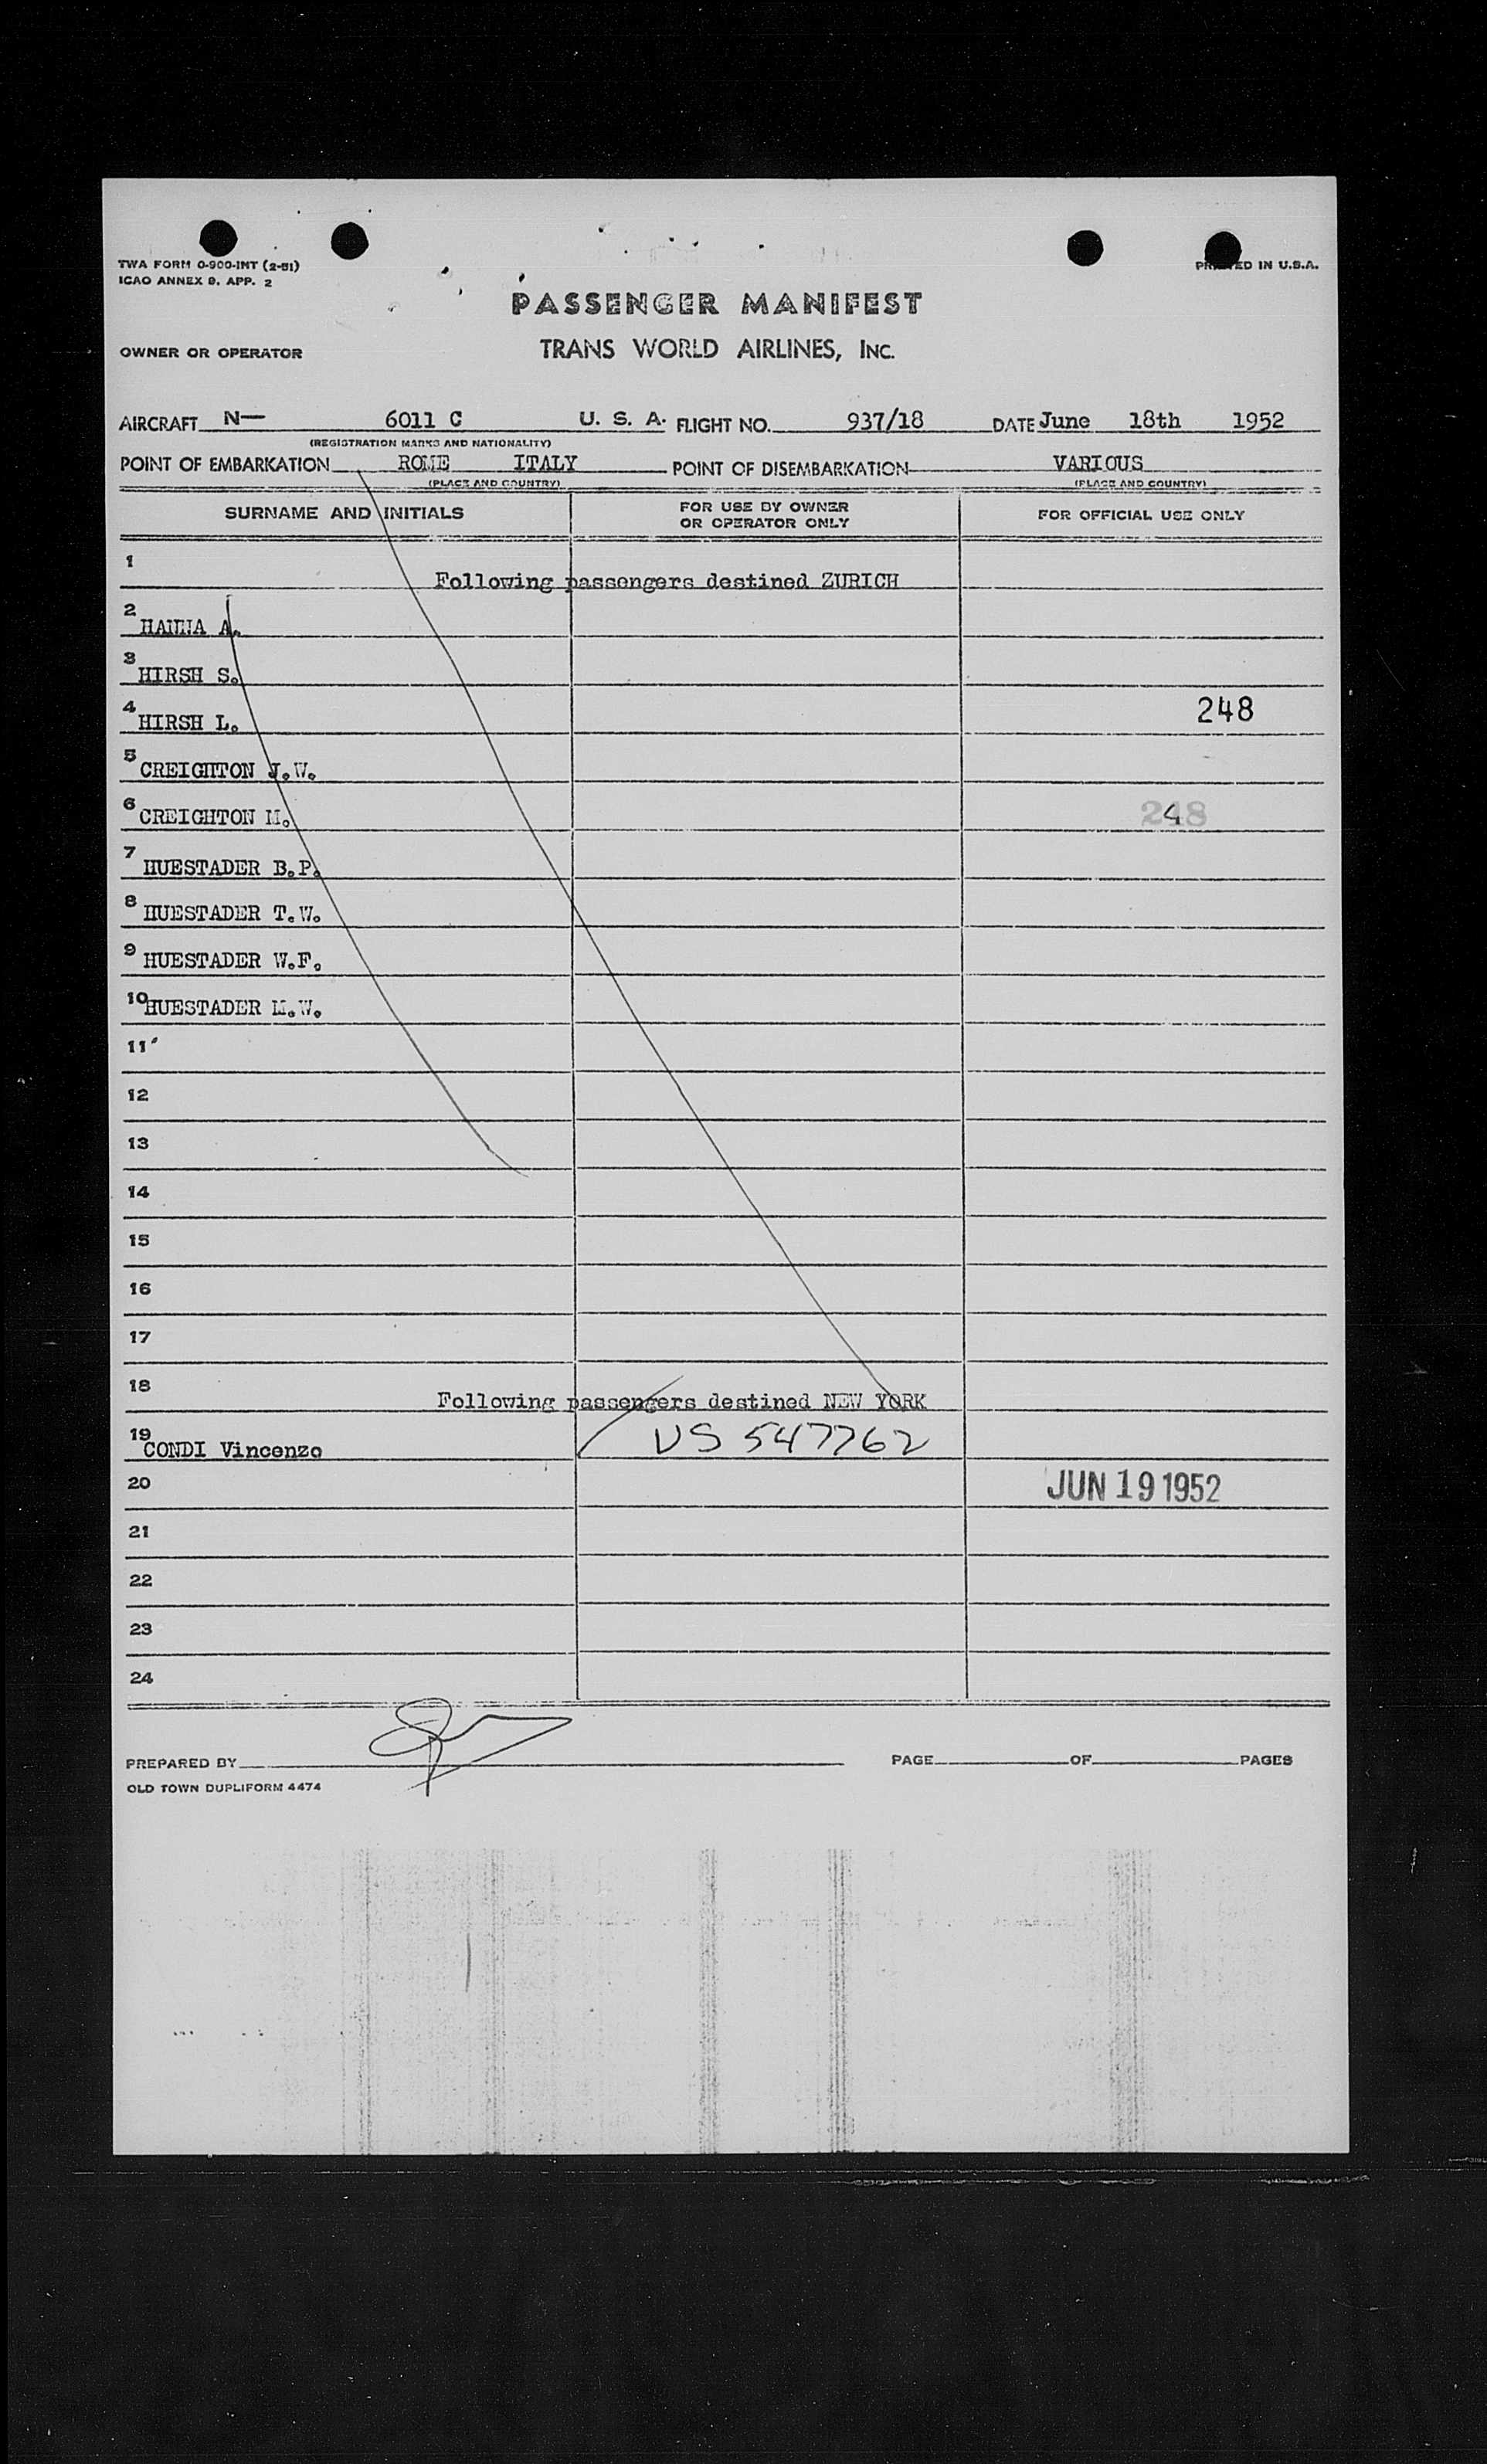 TWA FORM 0-900-INT (2-51)
ICAO ANNEX 9. APP. 2
PRINTED IN U.S.A.
PASSENGER MANIFEST
OWNER OR OPERATOR TRANS WORLD AIRLINES, INC.
AIRCRAFT N— 6011 C U. S. A. FLIGHT NO. 937/18 DATE June 18th 1952
(REGISTRATION MARKS AND NATIONALITY)
POINT OF EMBARKATION ROME ITALY POINT OF DISEMBARKATION VARIOUS
(PLACE AND COUNTRY) (PLACE AND COUNTRY)
SURNAME AND INITIALS FOR USE BY OWNER OR OPERATOR ONLY FOR OFFICIAL USE ONLY
1 Following passengers destined ZURICH
2 HANNA A.
3 HIRSH S.
4 HIRSH L. 248
5 CREIGHTON J.W.
6 CREIGHTON M. 248
7 HUESTADER B.P.
8 HUESTADER T.W.
9 HUESTADER W.F.
10 HUESTADER M.W.
11
12
13
14
15
16
17
18 Following passengers destined NEW YORK
19 CONDI Vincenzo US 547762
20 JUN 19 1952
21
22
23
24
PREPARED BY PAGE OF PAGES
OLD TOWN DUPLIFORM 4474